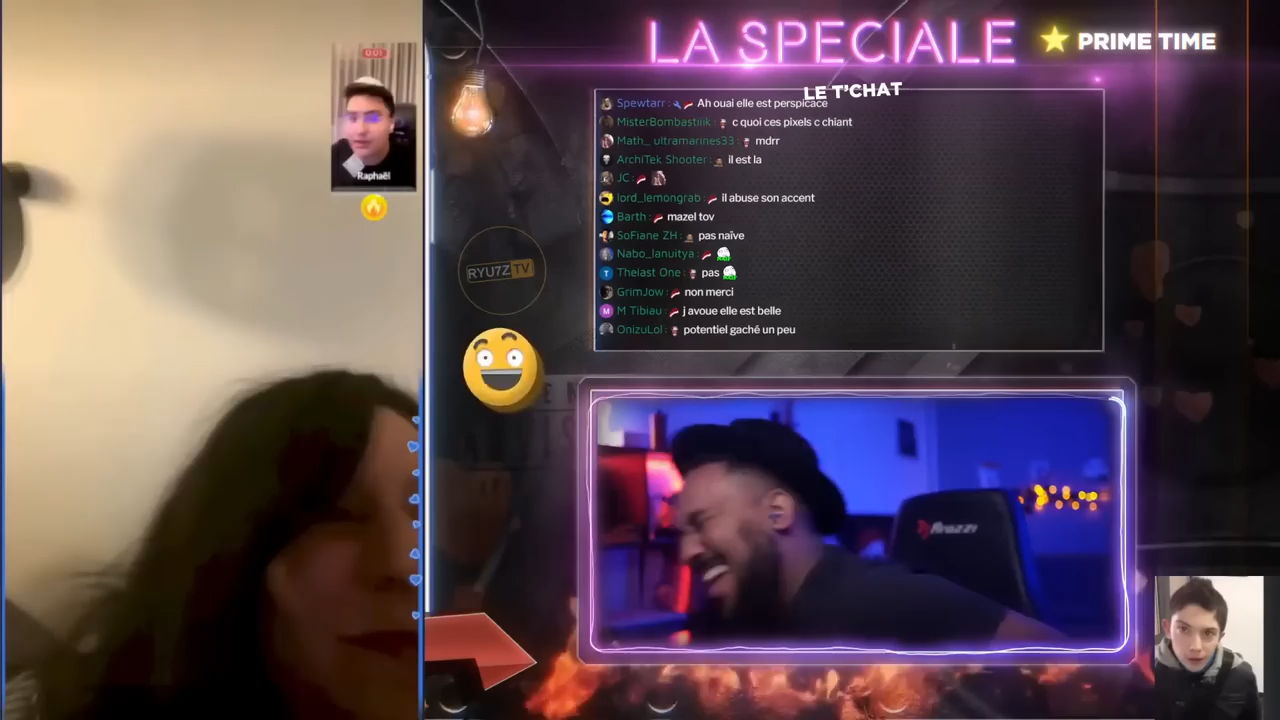 LA SPECIALE
PRIME TIME
LE T'CHAT
Spewtarr : Ah ouai elle est perspicace
MisterBombastiiik : c quoi ces pixels c chiant
Math_ ultramarines33 : mdrr
ArchiTek Shooter : il est la
JC :
lord_lemongrab : il abuse son accent
Barth : mazel tov
SoFiane ZH : pas naïve
Nabo_lanuitya :
Thelast One : pas
GrimJow : non merci
M Tibiau : j avoue elle est belle
OnizuLol : potentiel gaché un peu
Raphaël
RYU7Z TV
Arozzi